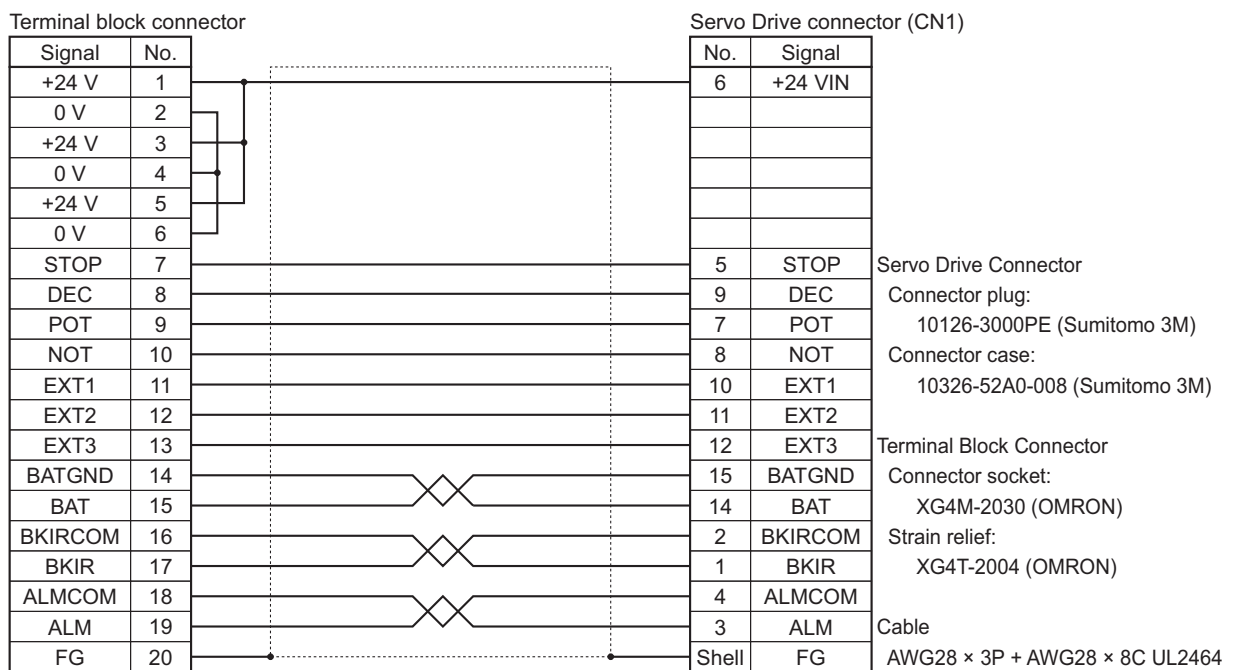 Terminal block connector Servo Drive connector (CN1)
Signal No. No. Signal
+24 V 1 6 +24 VIN
0 V 2
+24 V 3
0 V 4
+24 V 5
0 V 6
STOP 7 5 STOP Servo Drive Connector
DEC 8 9 DEC Connector plug:
POT 9 7 POT 10126-3000PE (Sumitomo 3M)
NOT 10 8 NOT Connector case:
EXT1 11 10 EXT1 10326-52A0-008 (Sumitomo 3M)
EXT2 12 11 EXT2
EXT3 13 12 EXT3 Terminal Block Connector
BATGND 14 15 BATGND Connector socket:
BAT 15 14 BAT XG4M-2030 (OMRON)
BKIRCOM 16 2 BKIRCOM Strain relief:
BKIR 17 1 BKIR XG4T-2004 (OMRON)
ALMCOM 18 4 ALMCOM
ALM 19 3 ALM Cable
FG 20 Shell FG AWG28 × 3P + AWG28 × 8C UL2464